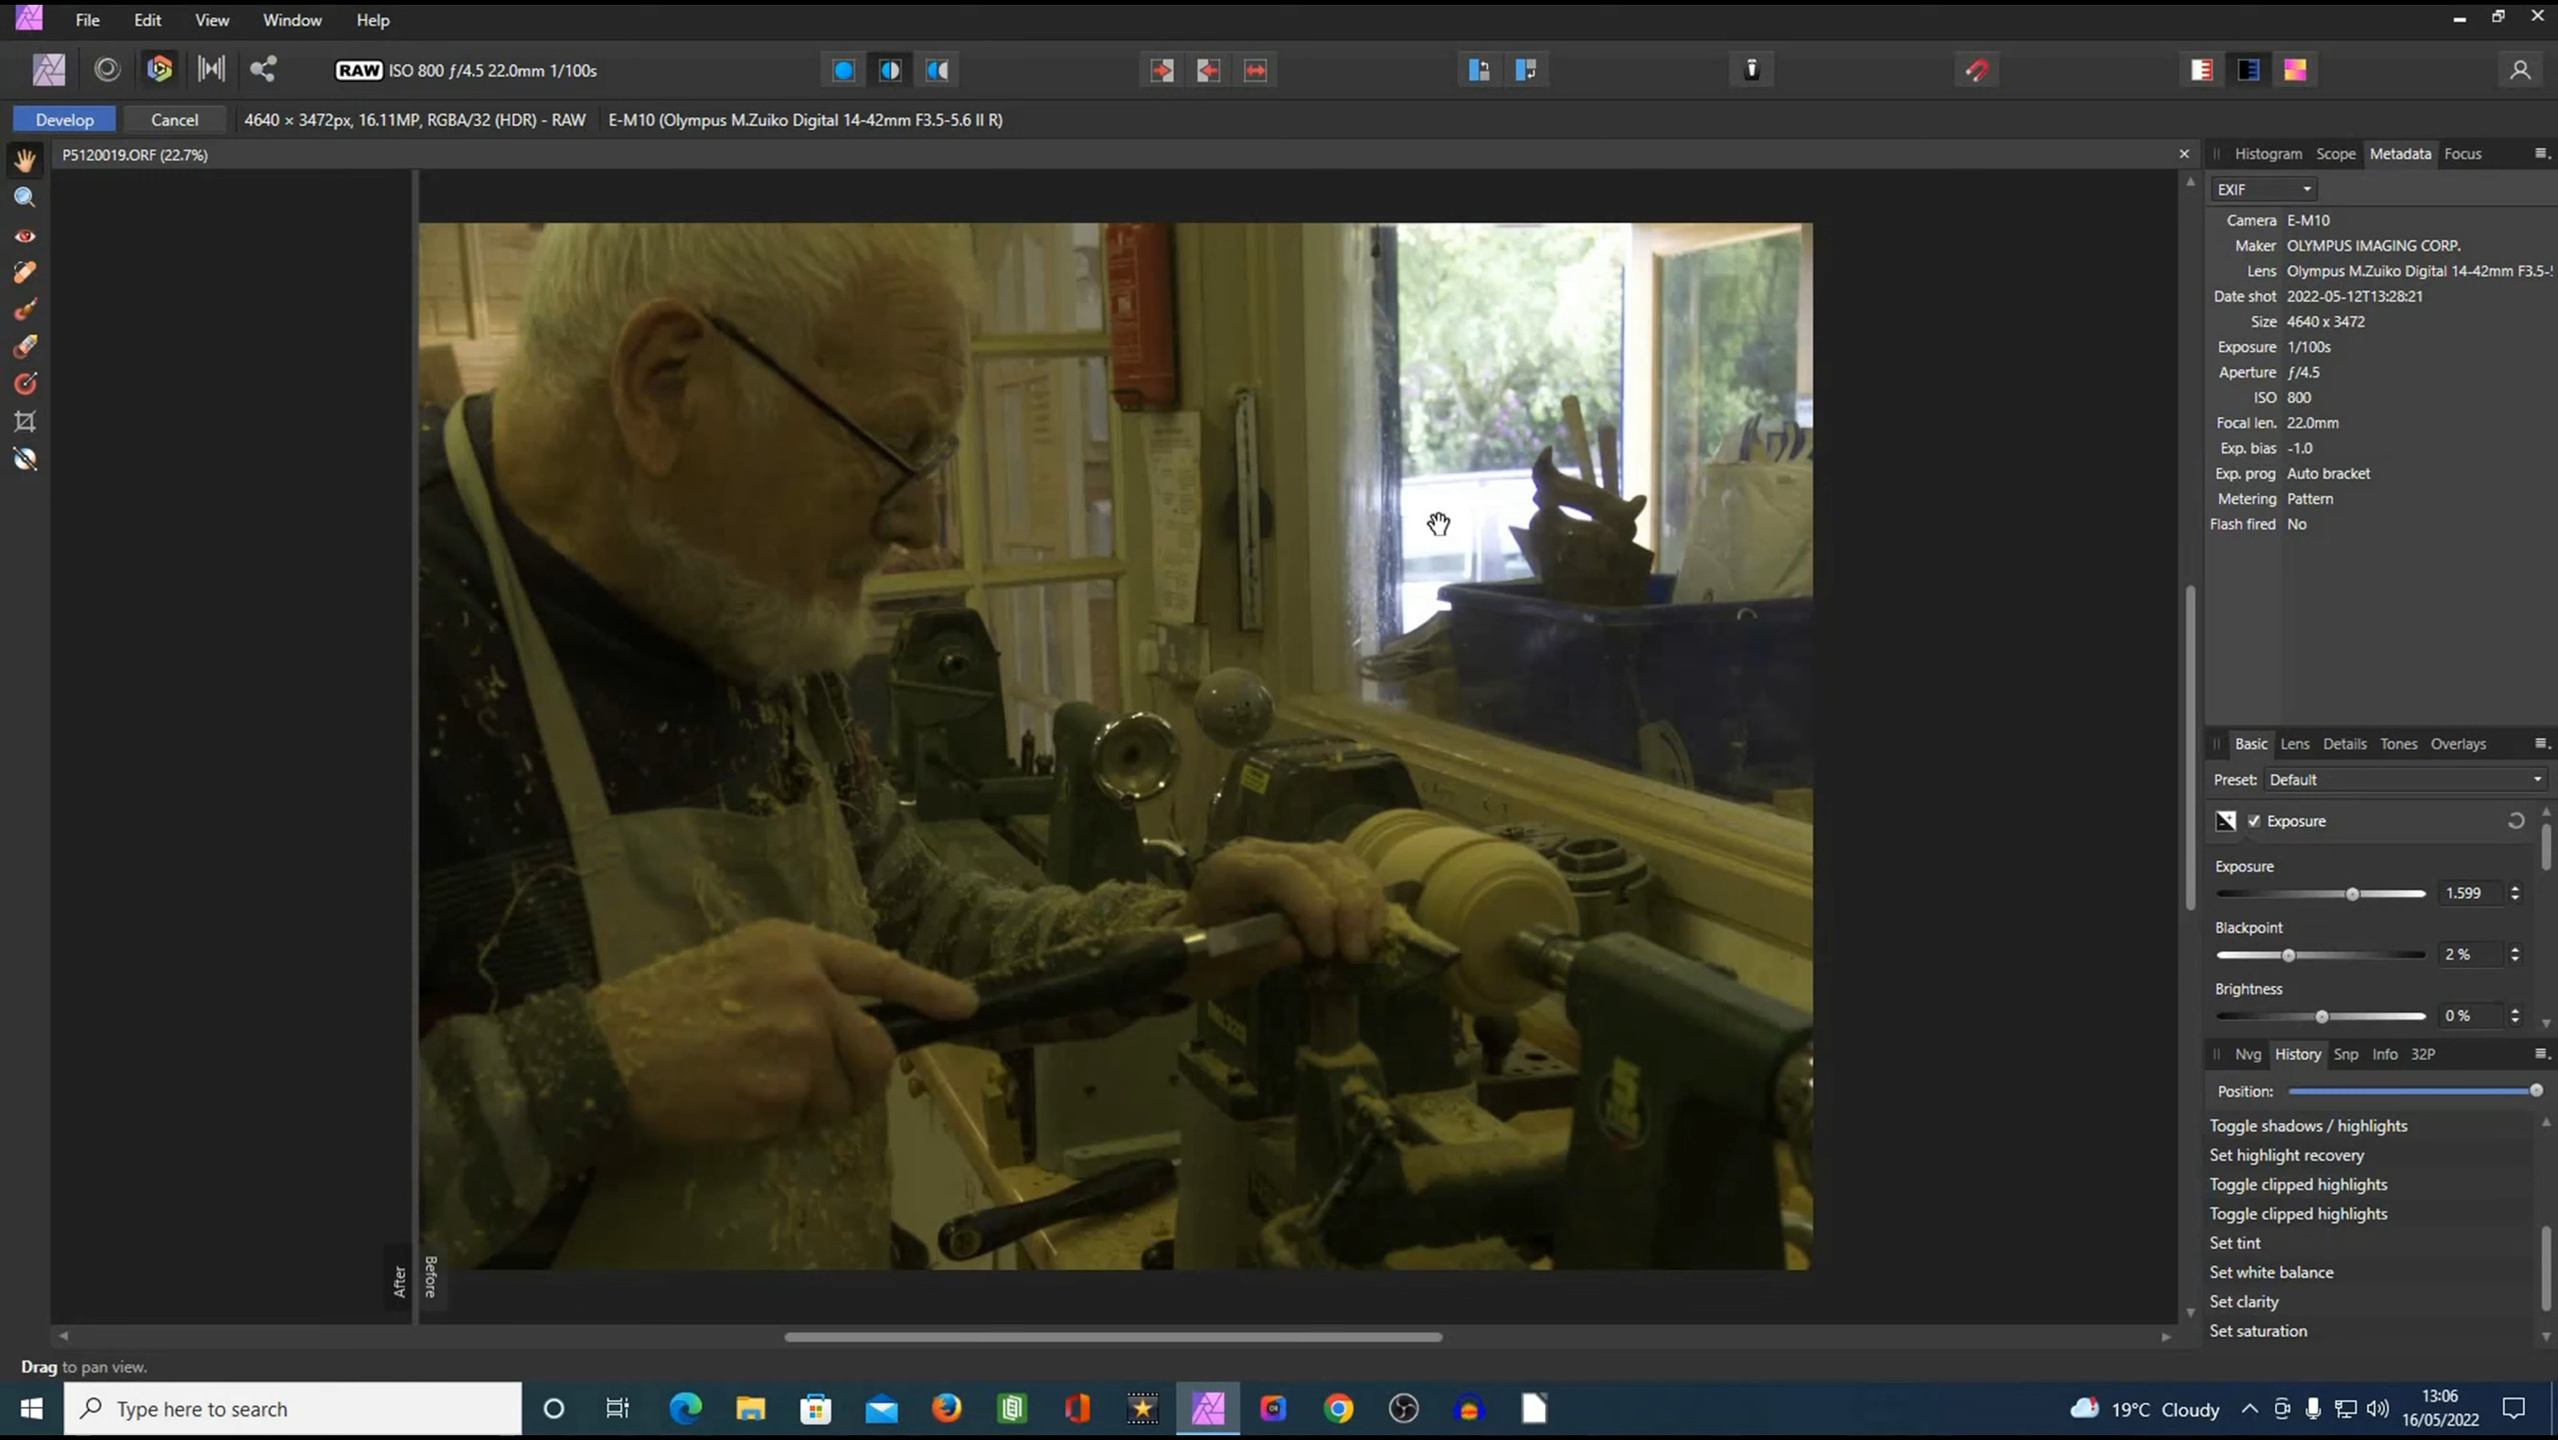 File Edit View Window Help
RAW ISO 800 ƒ/4.5 22.0mm 1/100s
Develop Cancel 4640 × 3472px, 16.11MP, RGBA/32 (HDR) - RAW E-M10 (Olympus M.Zuiko Digital 14-42mm F3.5-5.6 II R)
P5120019.ORF (22.7%)
Histogram Scope Metadata Focus
EXIF
Camera E-M10
Maker OLYMPUS IMAGING CORP.
Lens Olympus M.Zuiko Digital 14-42mm F3.5-
Date shot 2022-05-12T13:28:21
Size 4640 x 3472
Exposure 1/100s
Aperture ƒ/4.5
ISO 800
Focal len. 22.0mm
Exp. bias -1.0
Exp. prog Auto bracket
Metering Pattern
Flash fired No
Basic Lens Details Tones Overlays
Preset: Default
Exposure
Exposure
1.599
Blackpoint
2 %
Brightness
0 %
Nvg History Snp Info 32P
Position:
Toggle shadows / highlights
Set highlight recovery
Toggle clipped highlights
Toggle clipped highlights
Set tint
Set white balance
Set clarity
Set saturation
After
Before
Drag to pan view.
Type here to search
19°C Cloudy
13:06
16/05/2022